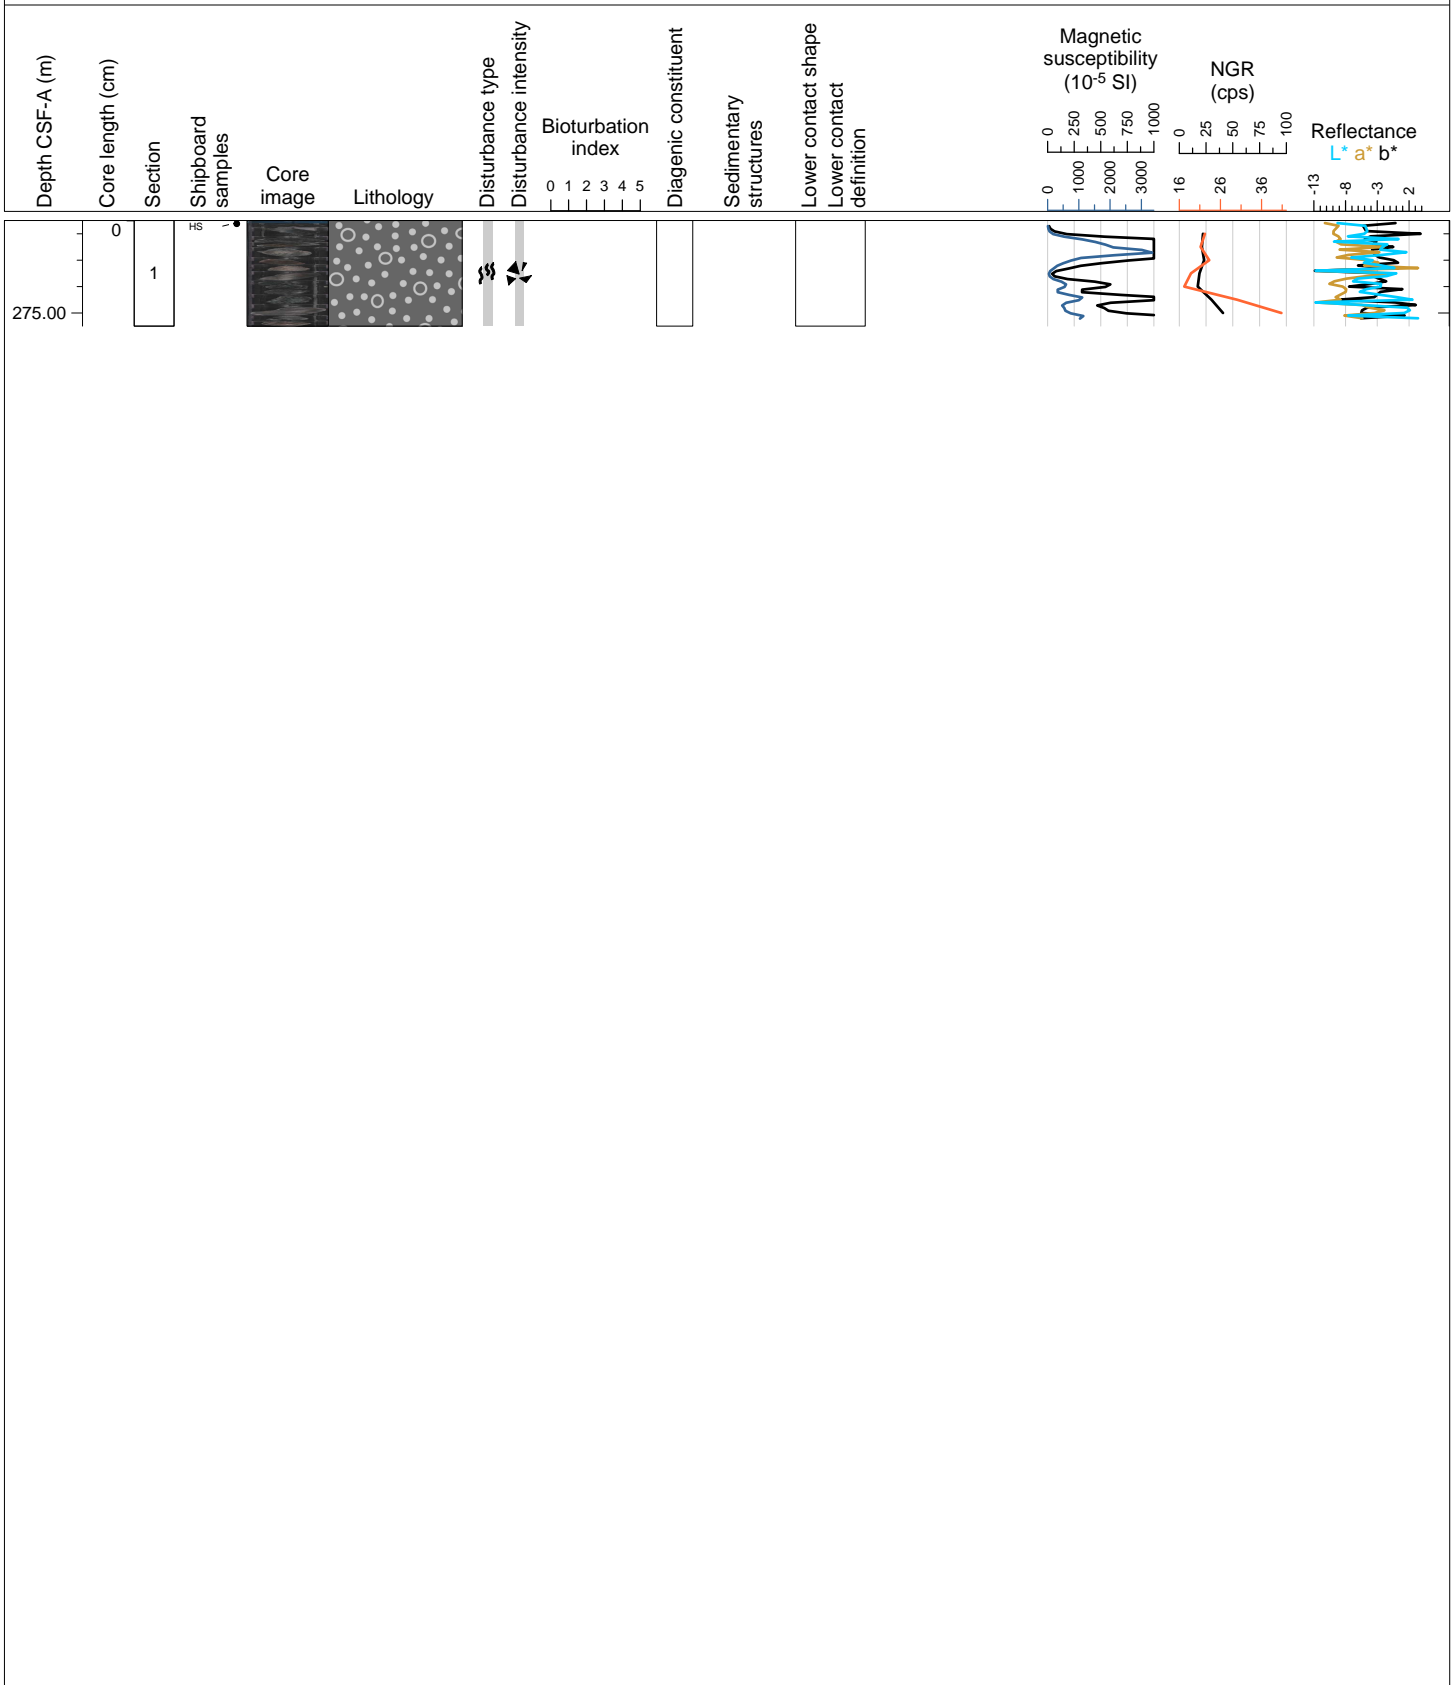 Depth CSF-A (m)
Core length (cm)
Section
Shipboard
samples
Core
image
Lithology
Disturbance type
Disturbance intensity
Bioturbation
index
0 1 2 3 4 5
Diagenic constituent
Sedimentary
structures
Lower contact shape
Lower contact
definition
Magnetic
susceptibility
(10-5 SI)
0 250 500 750 1000
0 1000 2000 3000
NGR
(cps)
0 25 50 75 100
16 26 36
Reflectance
L* a* b*
-13 -8 -3 2
0
HS
1
275.00